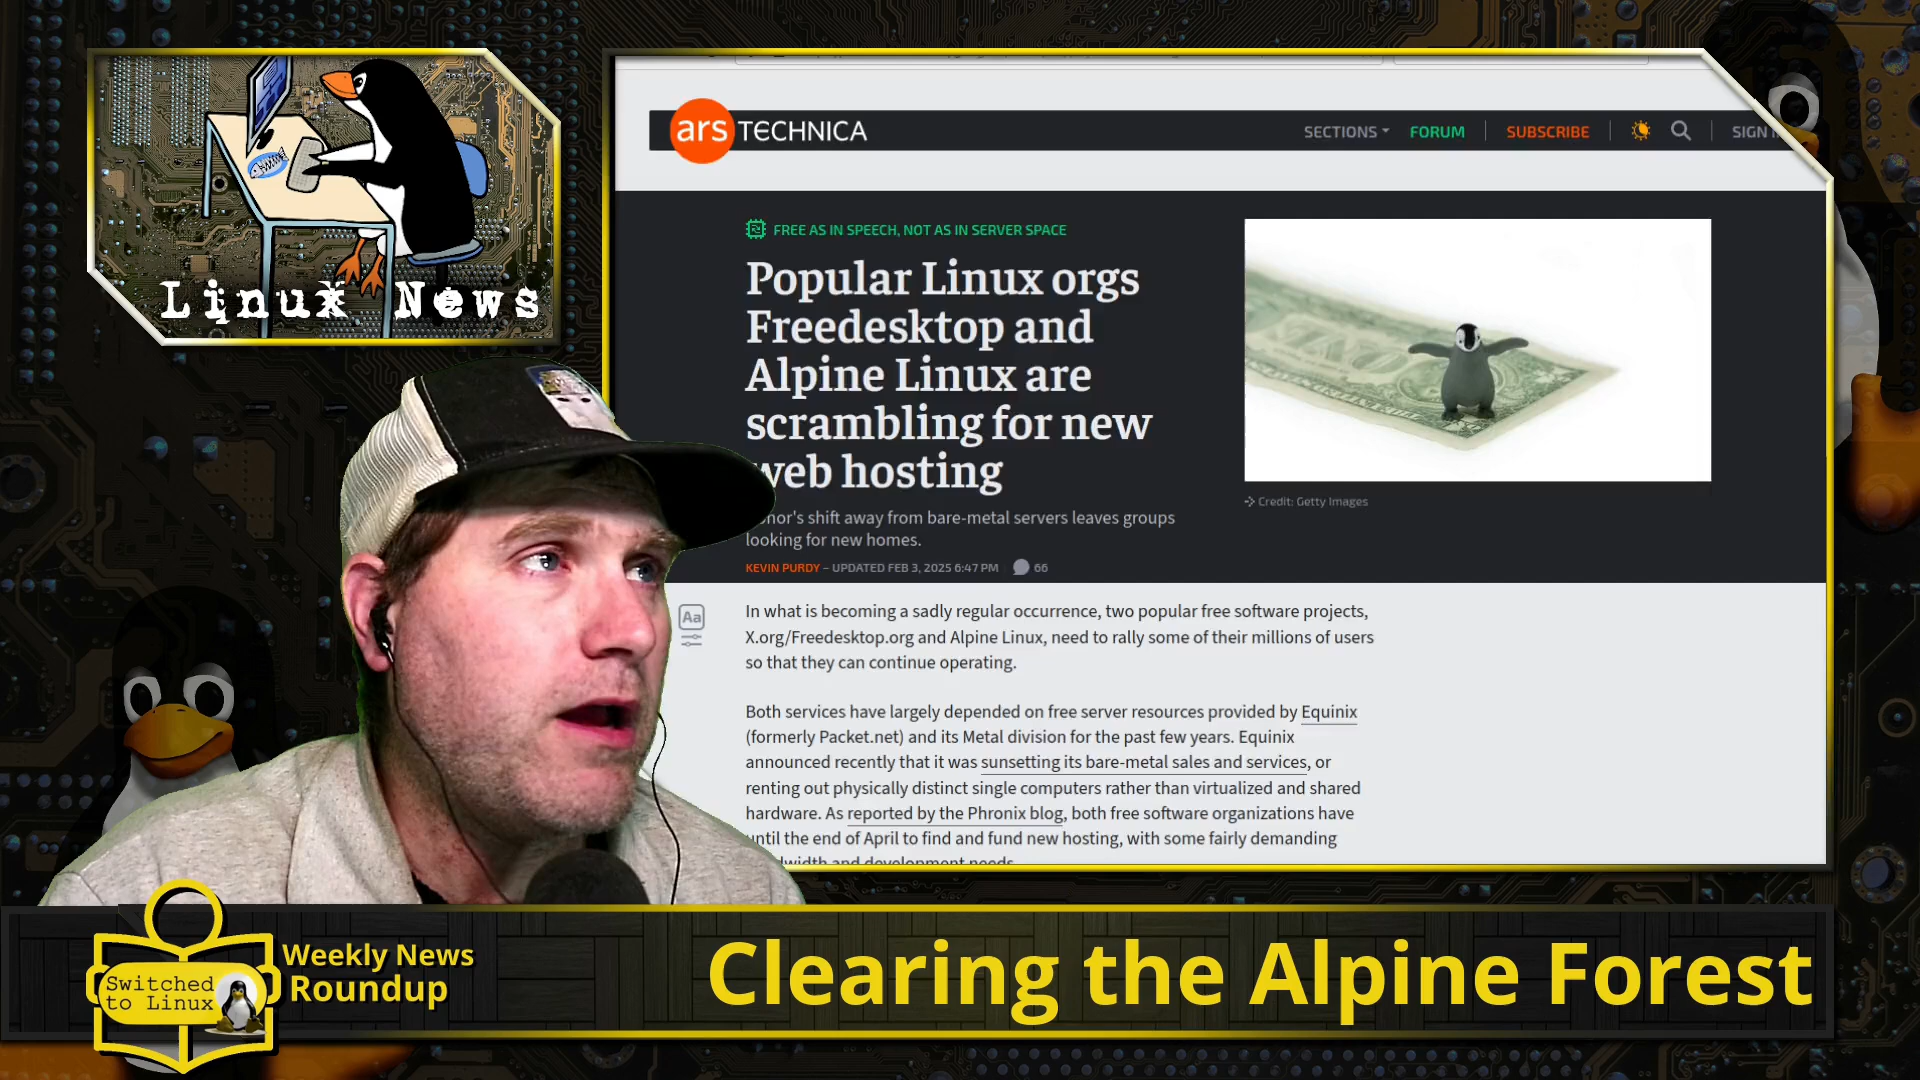 Linux News
ars TECHNICA
SECTIONS
FORUM
SUBSCRIBE
SIGN
FREE AS IN SPEECH, NOT AS IN SERVER SPACE
Popular Linux orgs
Freedesktop and
Alpine Linux are
scrambling for new
web hosting
onor's shift away from bare-metal servers leaves groups
looking for new homes.
KEVIN PURDY – UPDATED FEB 3, 2025 6:47 PM 66
Credit: Getty Images
Aa
In what is becoming a sadly regular occurrence, two popular free software projects,
X.org/Freedesktop.org and Alpine Linux, need to rally some of their millions of users
so that they can continue operating.
Both services have largely depended on free server resources provided by Equinix
(formerly Packet.net) and its Metal division for the past few years. Equinix
announced recently that it was sunsetting its bare-metal sales and services, or
renting out physically distinct single computers rather than virtualized and shared
hardware. As reported by the Phronix blog, both free software organizations have
until the end of April to find and fund new hosting, with some fairly demanding
and development needs.
Switched
to Linux
Weekly News
Roundup
Clearing the Alpine Forest